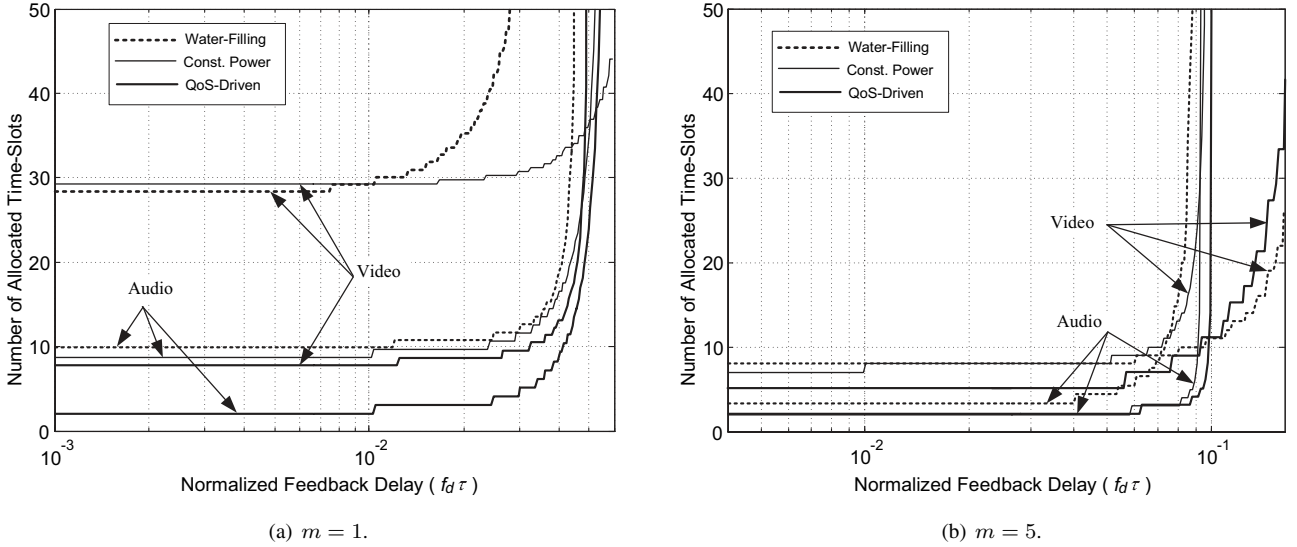 50
40
30
20
10
0
Number of Allocated Time-Slots
Water-Filling
Const. Power
QoS-Driven
Video
Audio
10^-3
10^-2
Normalized Feedback Delay ( f_d τ )
(a) m = 1.
50
40
30
20
10
0
Number of Allocated Time-Slots
Water-Filling
Const. Power
QoS-Driven
Video
Audio
10^-2
10^-1
Normalized Feedback Delay ( f_d τ )
(b) m = 5.